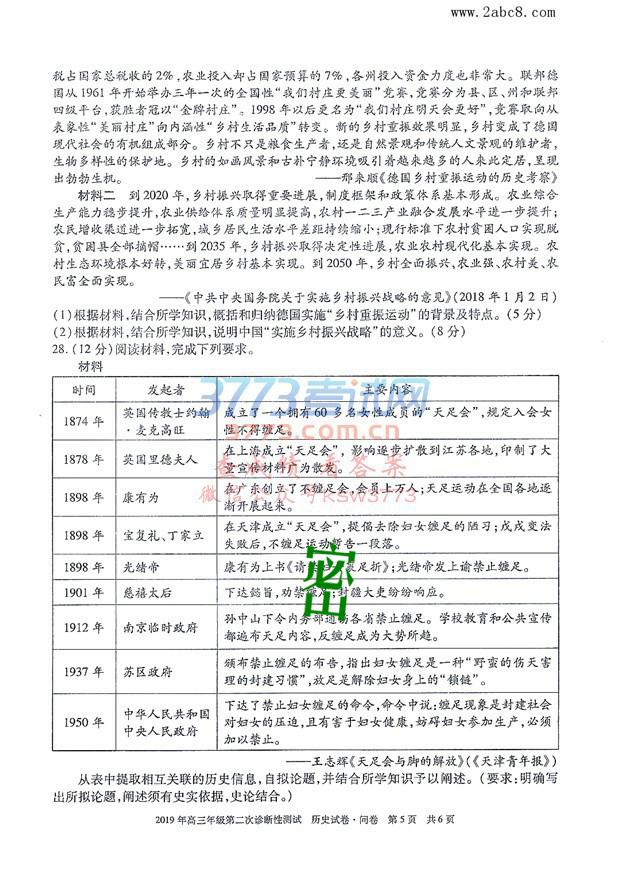 www.2abc8.com
税占国家总税收的2%，农业投入却占国家预算的7%，各州投入资金力度也非常大。联邦德
国从1961年开始举办三年一次的全国性“我们村庄更美丽”竞赛，竞赛分为县、区、州和联邦
四级平台，获胜者冠以“金牌村庄”。1998年以后更名为“我们村庄明天会更好”，竞赛取向从
表象性“美丽村庄”向内涵性“乡村生活品质”转变。新的乡村重振效果明显，乡村变成了德国
现代社会的有机组成部分。乡村不只是粮食生产者，还是自然景观和传统人文景观的维护者，
生物多样性的保护地。乡村的如画风景和古朴宁静环境吸引着越来越多的人来此定居，呈现
出勃勃生机。 ——邢来顺《德国乡村重振运动的历史考察》
材料二 到2020年，乡村振兴取得重要进展，制度框架和政策体系基本形成。农业综合
生产能力稳步提升，农业供给体系质量明显提高，农村一二三产业融合发展水平进一步提升；
农民增收渠道进一步拓宽，城乡居民生活水平差距持续缩小；现行标准下农村贫困人口实现脱
贫，贫困县全部摘帽……到2035年，乡村振兴取得决定性进展，农业农村现代化基本实现。农
村生态环境根本好转，美丽宜居乡村基本实现。到2050年，乡村全面振兴，农业强、农村美、农
民富全面实现。
——《中共中央国务院关于实施乡村振兴战略的意见》（2018年1月2日）
（1）根据材料，结合所学知识，概括和归纳德国实施“乡村重振运动”的背景及特点。（5分）
（2）根据材料，结合所学知识，说明中国“实施乡村振兴战略”的意义。（8分）
28.（12分）阅读材料，完成下列要求。
材料
时间 发起者 主要内容
1874年 英国传教士约翰·麦克高旺 成立了一个拥有60多名女性成员的“天足会”，规定入会女
性不得缠足。
1878年 英国里德夫人 在上海成立“天足会”，影响逐步扩散到江苏各地，印制了大
量宣传材料广为散发。
1898年 康有为 在广东创立了不缠足会，会员上万人；天足运动在全国各地逐
渐开展起来。
1898年 宝复礼、丁家立 在天津成立“天足会”，提倡去除妇女缠足的陋习；戊戌变法
失败后，不缠足运动暂告一段落。
1898年 光绪帝 康有为上书《请禁妇女裹足折》；光绪帝发上谕禁止缠足。
1901年 慈禧太后 下达懿旨，劝禁缠足；封疆大吏纷纷响应。
1912年 南京临时政府 孙中山下令内务部通饬各省禁止缠足。学校教育和公共宣传
都遍布天足内容，反缠足成为大势所趋。
1937年 苏区政府 颁布禁止缠足的布告，指出妇女缠足是一种“野蛮的伤天害
理的封建习惯”，放足是解除妇女身上的“锁链”。
1950年 中华人民共和国中央人民政府 下达了禁止妇女缠足的命令，命令中说：缠足现象是封建社会
对妇女的压迫，且有害于妇女健康，妨碍妇女参加生产，必须
加以禁止。
——王志辉《天足会与脚的解放》（《天津青年报》）
从表中提取相互关联的历史信息，自拟论题，并结合所学知识予以阐述。（要求：明确写
出所拟论题，阐述须有史实依据，史论结合。）
2019年高三年级第二次诊断性测试 历史试卷·问卷 第5页 共6页
3773考试网
www.3773.com.cn
查成绩 查答案
微信公众号KSW3773
密